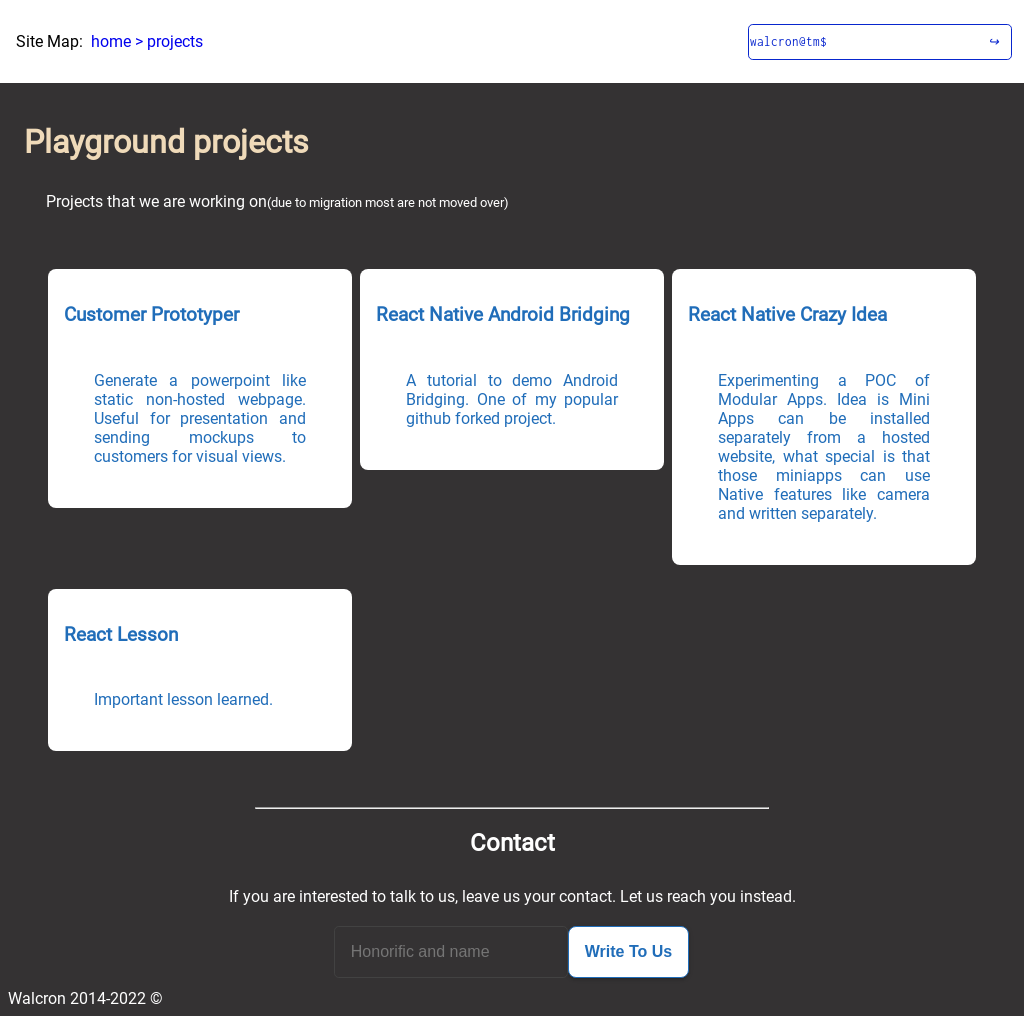 Site Map: home > projects
walcron@tm$ ↪
Playground projects
Projects that we are working on(due to migration most are not moved over)
Customer Prototyper
Generate a powerpoint like
static non-hosted webpage.
Useful for presentation and
sending mockups to
customers for visual views.
React Native Android Bridging
A tutorial to demo Android
Bridging. One of my popular
github forked project.
React Native Crazy Idea
Experimenting a POC of
Modular Apps. Idea is Mini
Apps can be installed
separately from a hosted
website, what special is that
those miniapps can use
Native features like camera
and written separately.
React Lesson
Important lesson learned.
Contact
If you are interested to talk to us, leave us your contact. Let us reach you instead.
Honorific and name
Write To Us
Walcron 2014-2022 ©